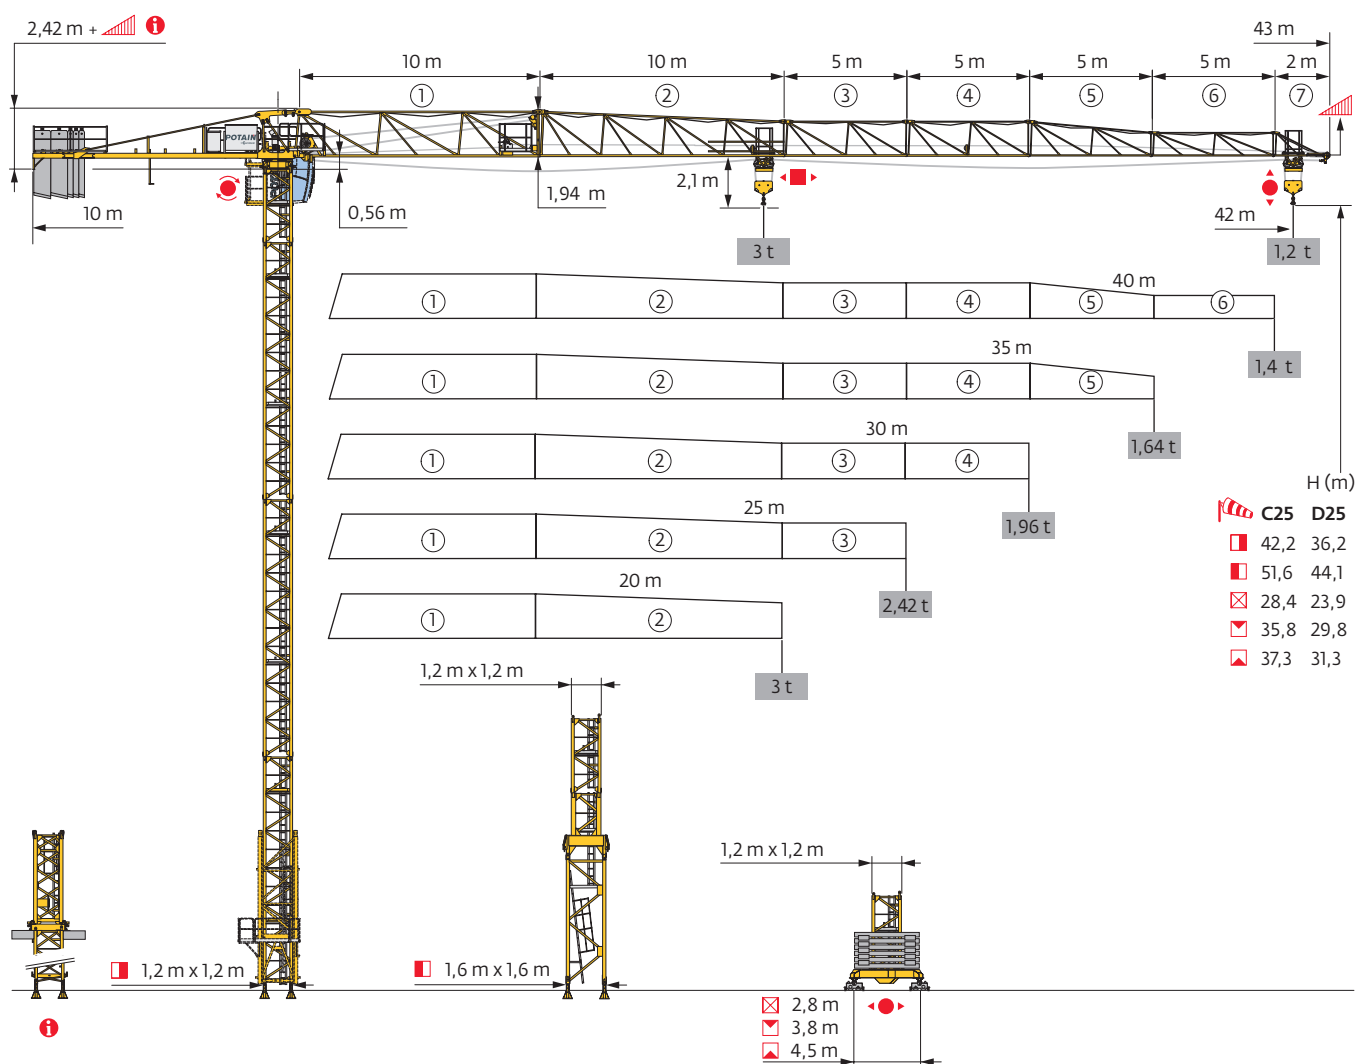 2,42 m +
i
43 m
10 m
10 m
5 m
5 m
5 m
5 m
2 m
1
2
3
4
5
6
7
POTAIN
2,1 m
1,94 m
0,56 m
10 m
42 m
3 t
1,2 t
40 m
1
2
3
4
5
6
1,4 t
35 m
1
2
3
4
5
1,64 t
30 m
1
2
3
4
1,96 t
25 m
1
2
3
2,42 t
20 m
1
2
3 t
H (m)
C25 D25
42,2 36,2
51,6 44,1
28,4 23,9
35,8 29,8
37,3 31,3
1,2 m x 1,2 m
1,2 m x 1,2 m
1,2 m x 1,2 m
1,6 m x 1,6 m
2,8 m
3,8 m
4,5 m
i